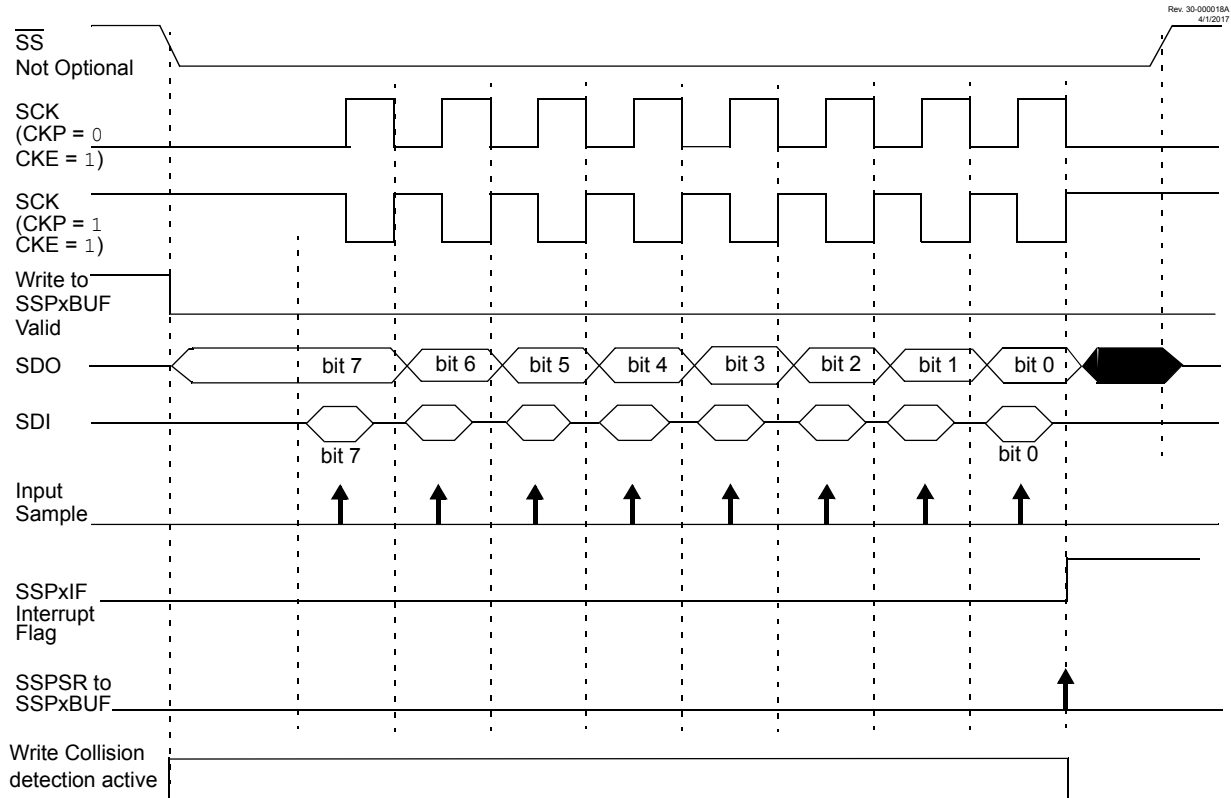 Rev. 30-000018A
4/1/2017
SS
Not Optional
SCK
(CKP = 0
CKE = 1)
SCK
(CKP = 1
CKE = 1)
Write to
SSPxBUF
Valid
SDO
bit 7
bit 6
bit 5
bit 4
bit 3
bit 2
bit 1
bit 0
SDI
bit 7
bit 0
Input
Sample
SSPxIF
Interrupt
Flag
SSPSR to
SSPxBUF
Write Collision
detection active